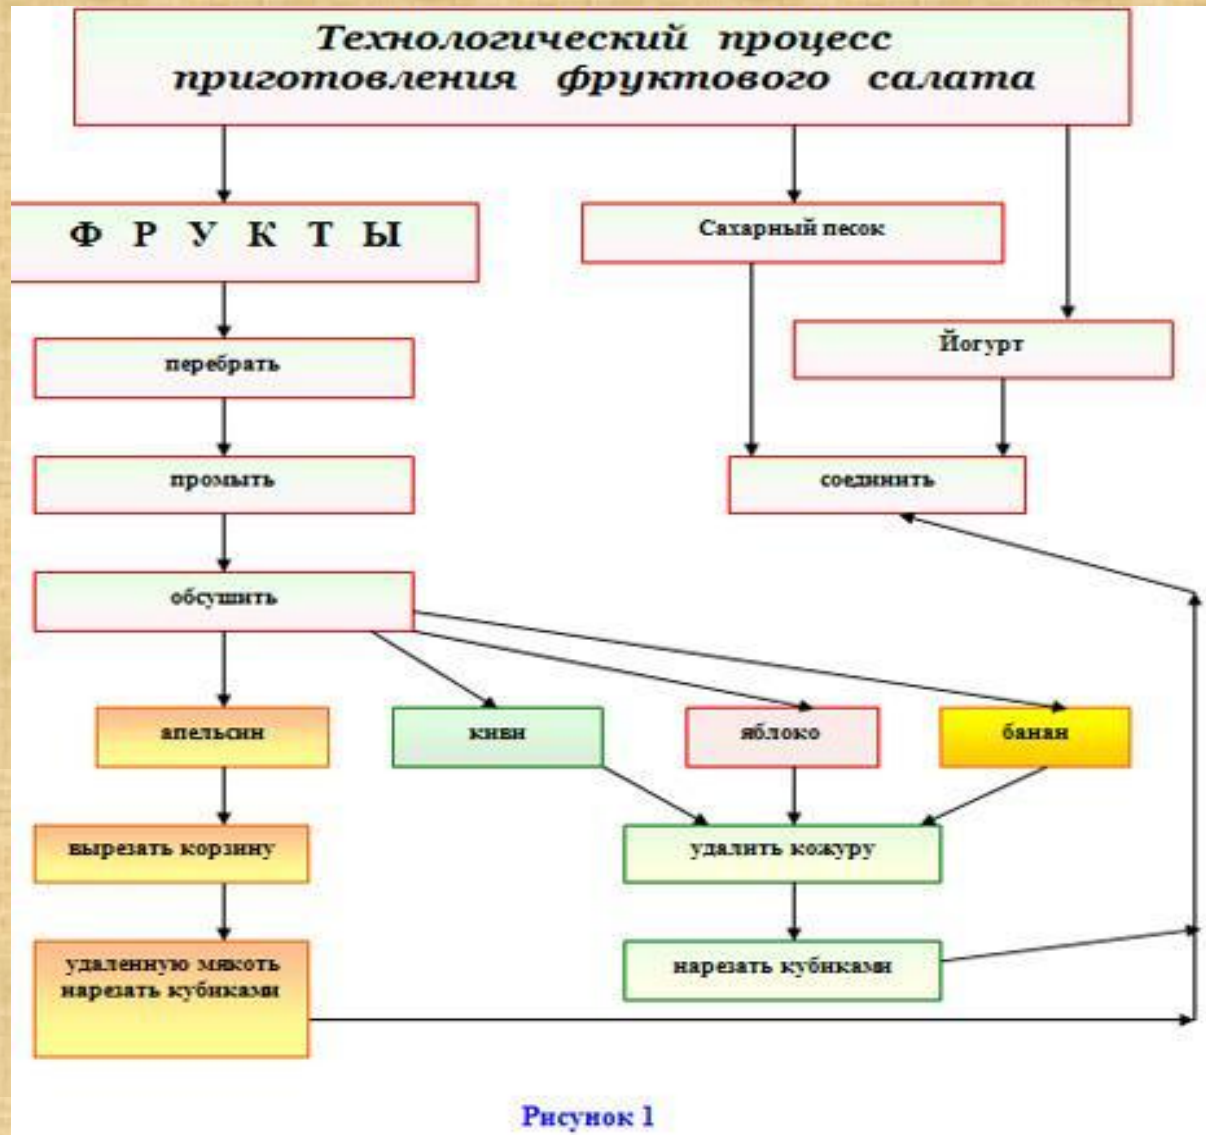 Технологический процесс
приготовления фруктового салата
ФРУКТЫ
Сахарный песок
Йогурт
перебрать
промыть
соединить
обсушить
апельсин
киви
яблоко
банан
вырезать корзину
удалить кожуру
удаленную мякоть
нарезать кубиками
нарезать кубиками
Рисунок 1